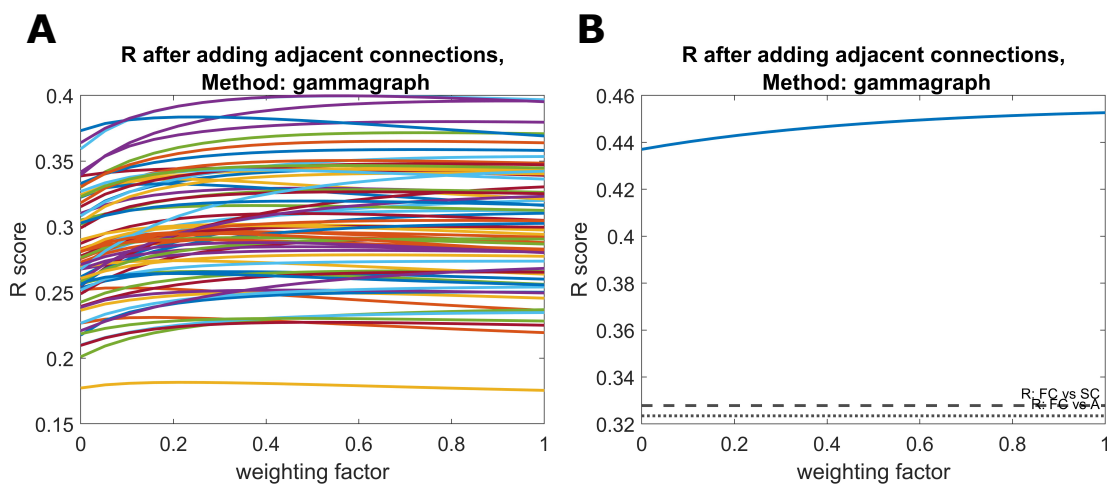 A
R after adding adjacent connections,
Method: gammagraph
0.4
0.35
0.3
0.25
0.2
0.15
R score
0
0.2
0.4
0.6
0.8
1
weighting factor
B
R after adding adjacent connections,
Method: gammagraph
0.46
0.44
0.42
0.4
0.38
0.36
0.34
0.32
R score
R: FC vs SC
R: FC vs A
0
0.2
0.4
0.6
0.8
1
weighting factor